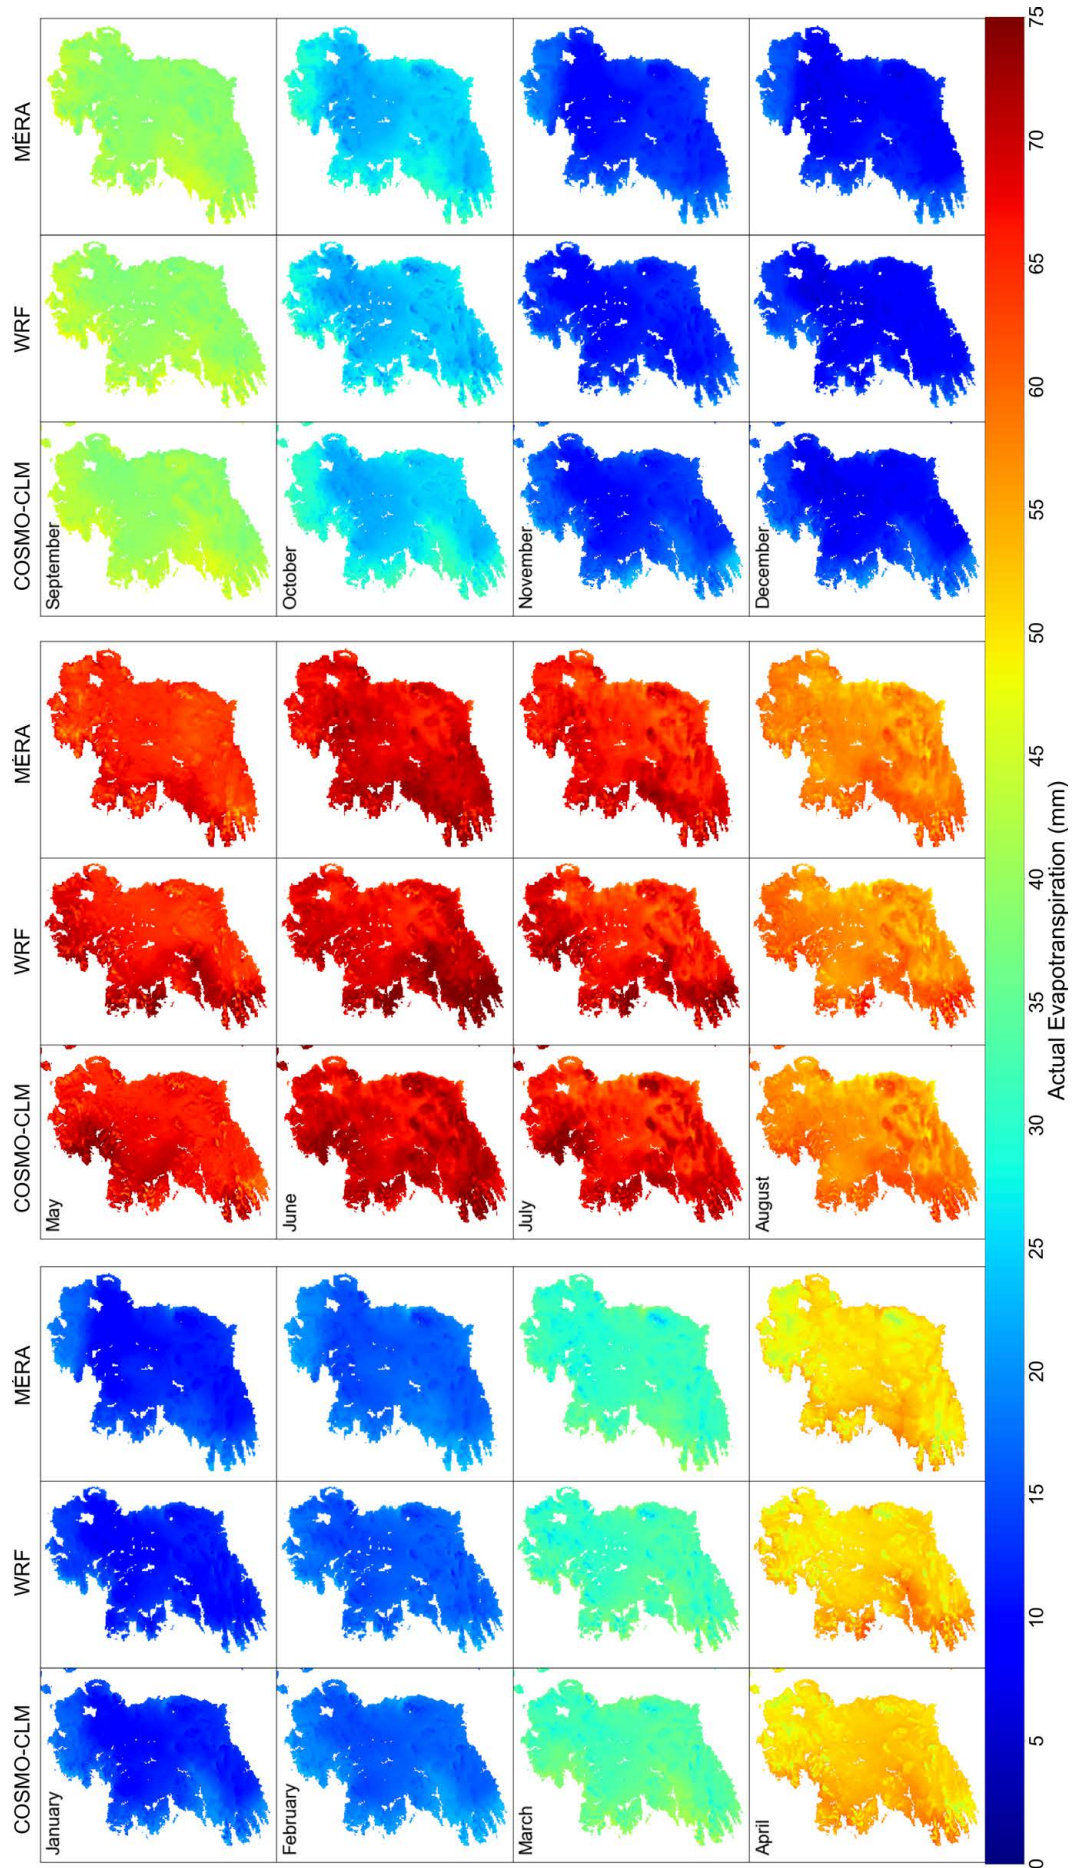 COSMO-CLM WRF MÉRA COSMO-CLM WRF MÉRA COSMO-CLM WRF MÉRA
January May September
February June October
March July November
April August December
0 5 10 15 20 25 30 35 40 45 50 55 60 65 70 75
Actual Evapotranspiration (mm)